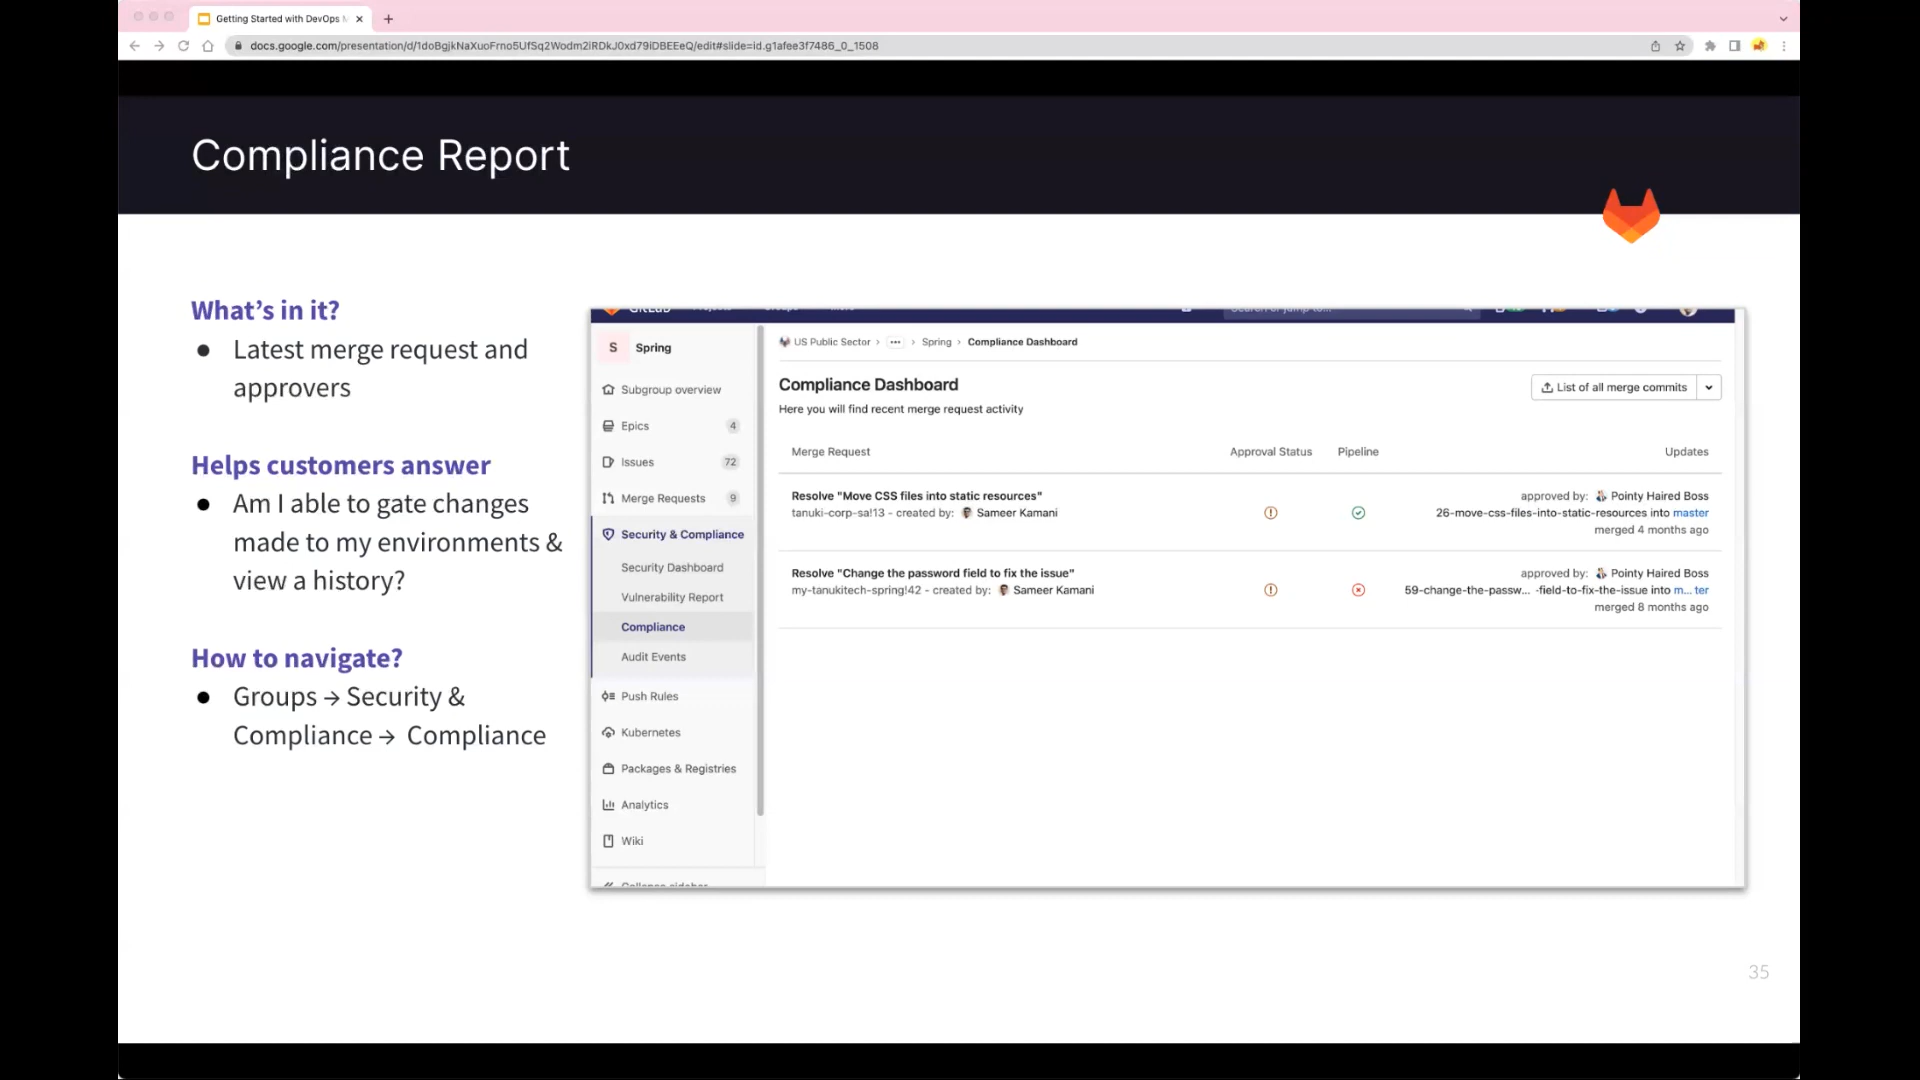 Getting Started with DevOps
docs.google.com/presentation/d/1doBgjkNaXuoFrno5UfSq2Wodm2iRDkJ0xd79iDBEEeQ/edit#slide=id.g1afee3f7486_0_1508
Compliance Report
What's in it?
● Latest merge request and
approvers
Helps customers answer
● Am I able to gate changes
made to my environments &
view a history?
How to navigate?
● Groups → Security &
Compliance → Compliance
S Spring
Subgroup overview
Epics 4
Issues 72
Merge Requests 9
Security & Compliance
Security Dashboard
Vulnerability Report
Compliance
Audit Events
Push Rules
Kubernetes
Packages & Registries
Analytics
Wiki
Collapse sidebar
GitLab
Search or jump to...
US Public Sector › ··· › Spring › Compliance Dashboard
Compliance Dashboard
List of all merge commits
Here you will find recent merge request activity
Merge Request Approval Status Pipeline Updates
Resolve "Move CSS files into static resources" approved by: Pointy Haired Boss
tanuki-corp-sa!13 - created by: Sameer Kamani 26-move-css-files-into-static-resources into master
merged 4 months ago
Resolve "Change the password field to fix the issue" approved by: Pointy Haired Boss
my-tanukitech-spring!42 - created by: Sameer Kamani 59-change-the-passw... -field-to-fix-the-issue into m... ter
merged 8 months ago
35